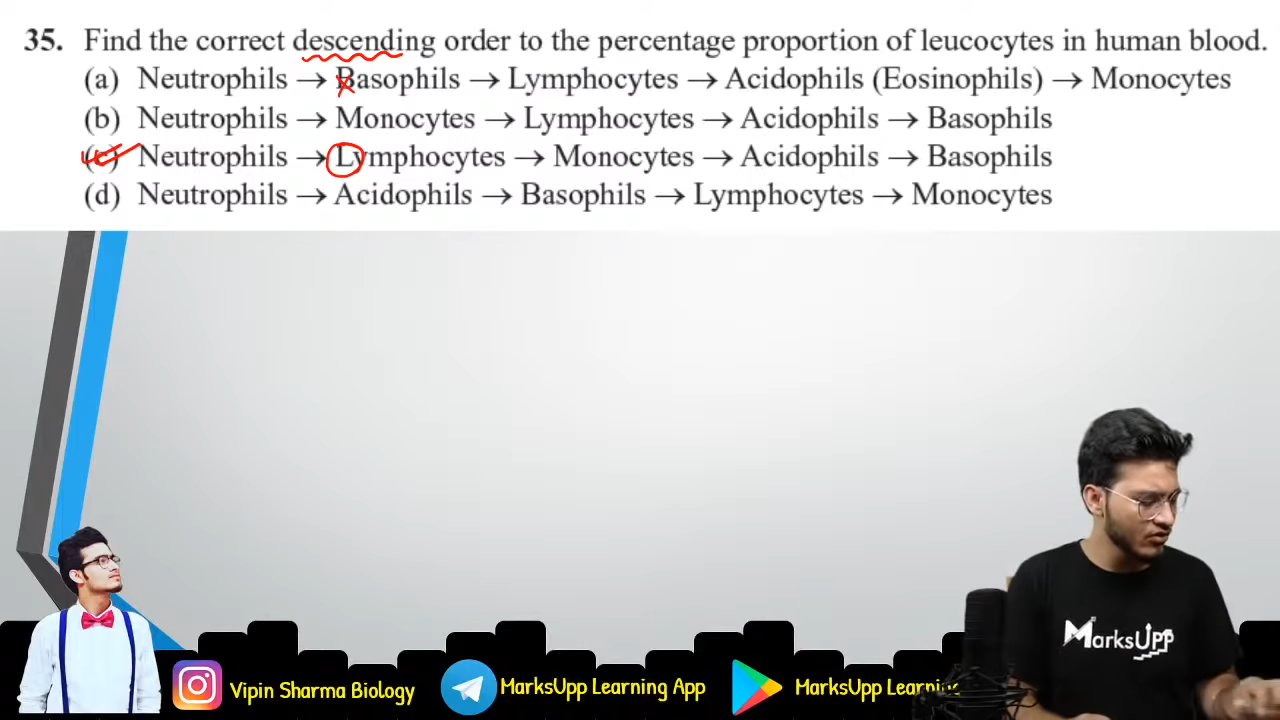 35. Find the correct descending order to the percentage proportion of leucocytes in human blood.
(a) Neutrophils → Basophils → Lymphocytes → Acidophils (Eosinophils) → Monocytes
(b) Neutrophils → Monocytes → Lymphocytes → Acidophils → Basophils
(c) Neutrophils → Lymphocytes → Monocytes → Acidophils → Basophils
(d) Neutrophils → Acidophils → Basophils → Lymphocytes → Monocytes
MarksUpp
Vipin Sharma Biology
MarksUpp Learning App
MarksUpp Learning